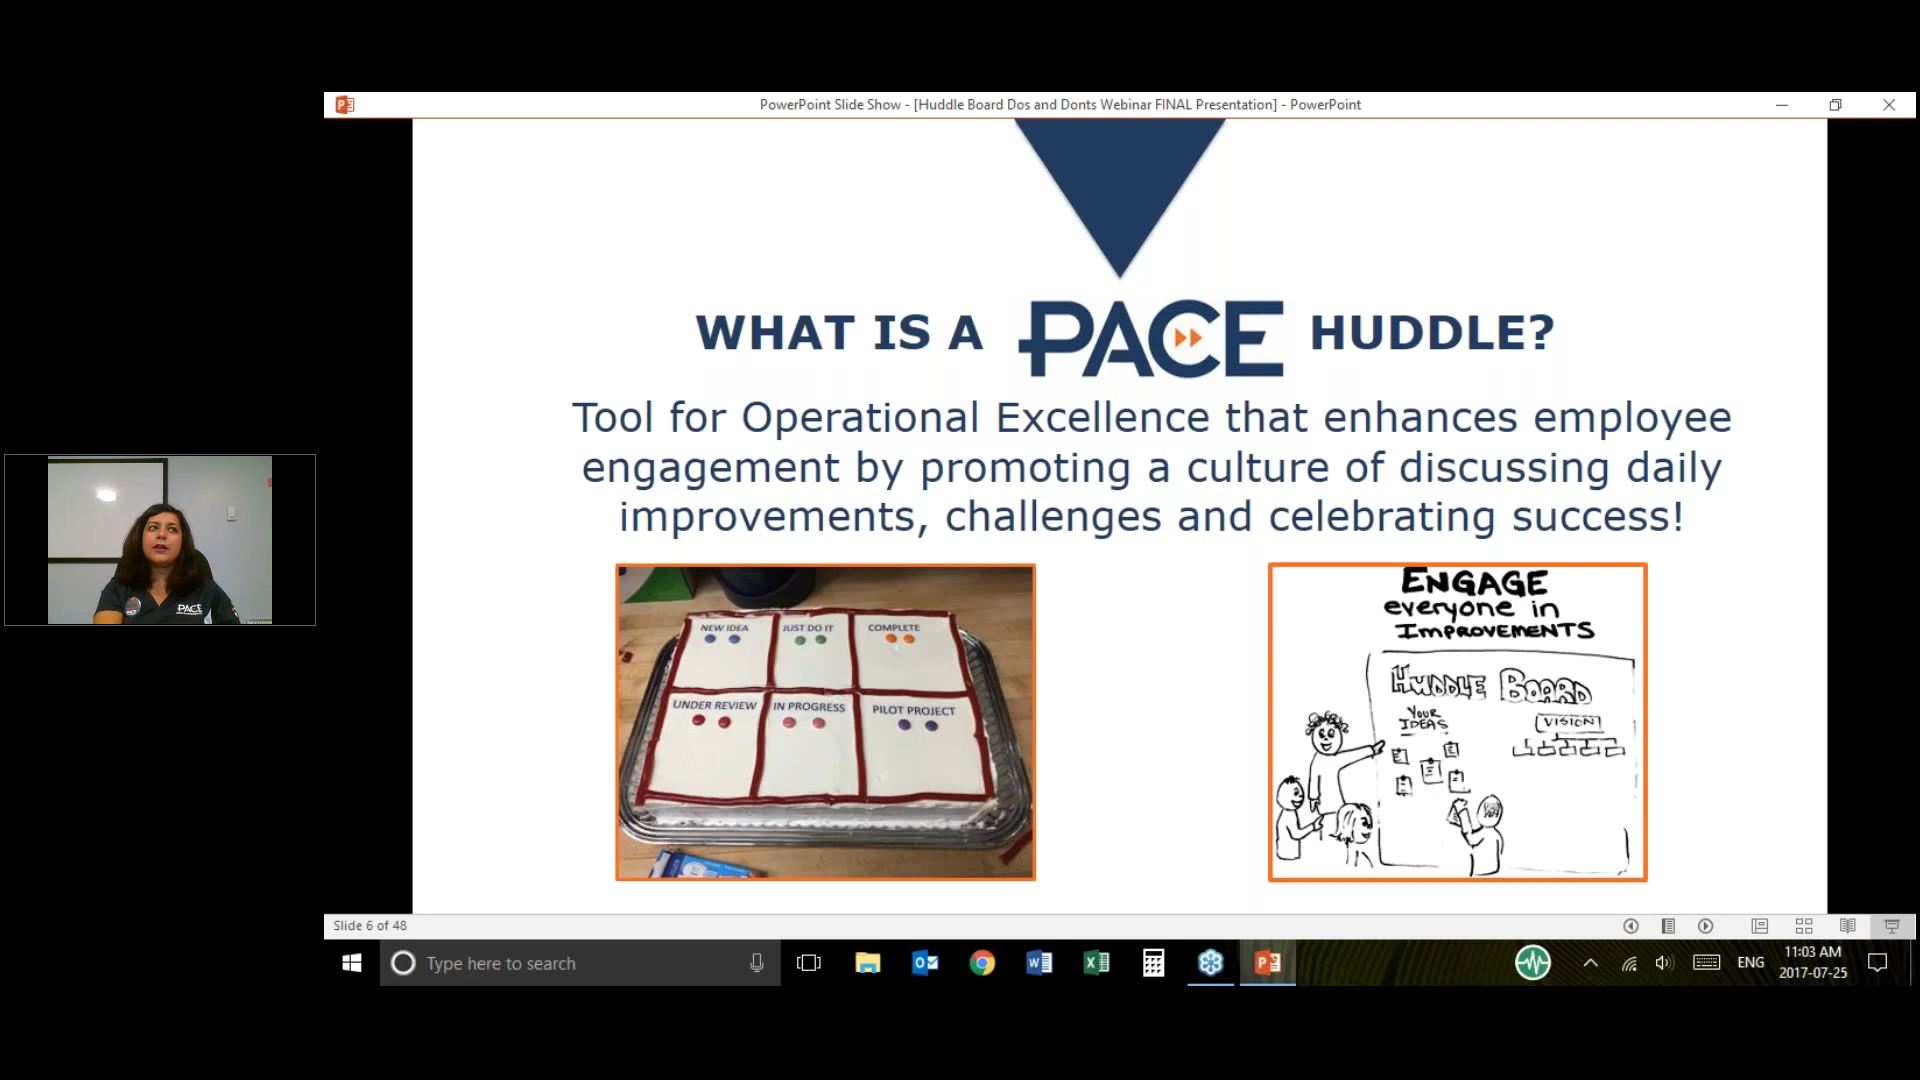 PowerPoint Slide Show - [Huddle Board Dos and Donts Webinar FINAL Presentation] - PowerPoint
WHAT IS A PACE HUDDLE?
Tool for Operational Excellence that enhances employee
engagement by promoting a culture of discussing daily
improvements, challenges and celebrating success!
NEW IDEA
JUST DO IT
COMPLETE
UNDER REVIEW
IN PROGRESS
PILOT PROJECT
ENGAGE
everyone in
IMPROVEMENTS
HUDDLE BOARD
YOUR
IDEAS
VISION
PACE
Slide 6 of 48
Type here to search
ENG
11:03 AM
2017-07-25